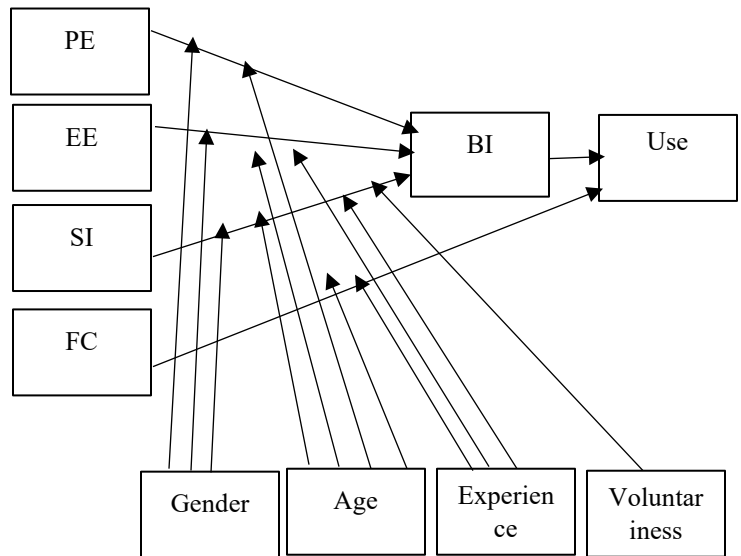 PE
EE
BI
Use
SI
FC
Gender
Age
Experien
ce
Voluntar
iness